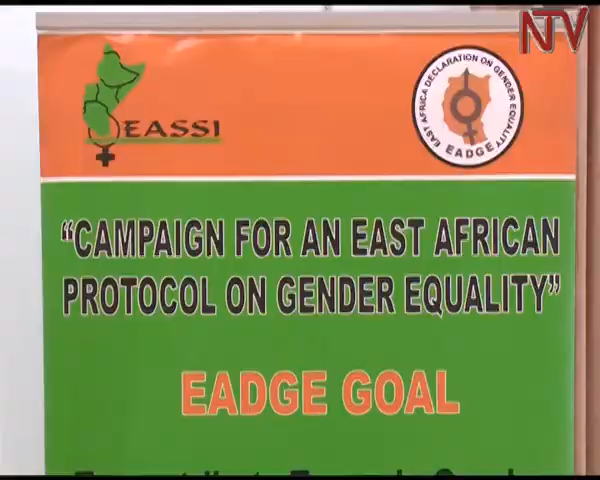 NTV
EASSI
EAST AFRICA DECLARATION ON GENDER EQUALITY
EADGE
"CAMPAIGN FOR AN EAST AFRICAN
PROTOCOL ON GENDER EQUALITY"
EADGE GOAL